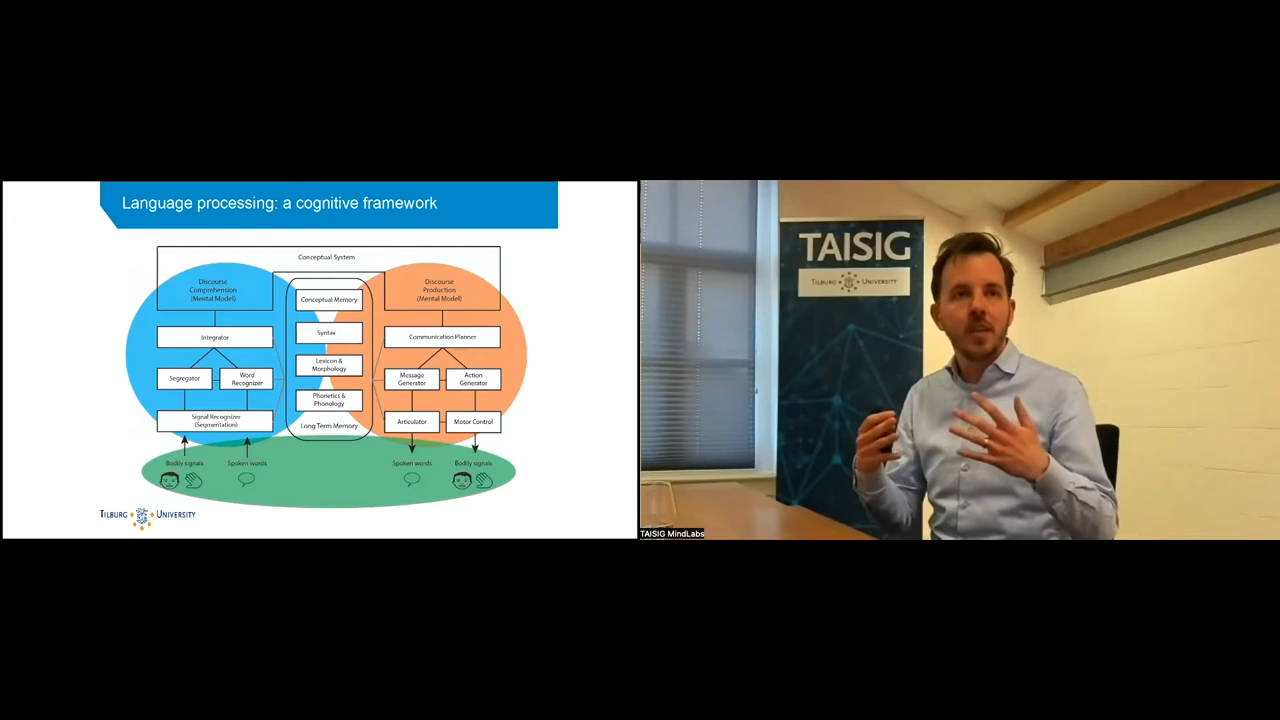 Language processing: a cognitive framework
Conceptual System
Discourse
Comprehension
(Mental Model)
Discourse
Production
(Mental Model)
Conceptual Memory
Integrator
Syntax
Communication Planner
Segregator
Word
Recognizer
Lexicon &
Morphology
Message
Generator
Action
Generator
Phonetics &
Phonology
Signal Recognizer
(Segmentation)
Long Term Memory
Articulator
Motor Control
Bodily signals
Spoken words
Spoken words
Bodily signals
TILBURG UNIVERSITY
TAISIG
TILBURG UNIVERSITY
TAISIG MindLabs